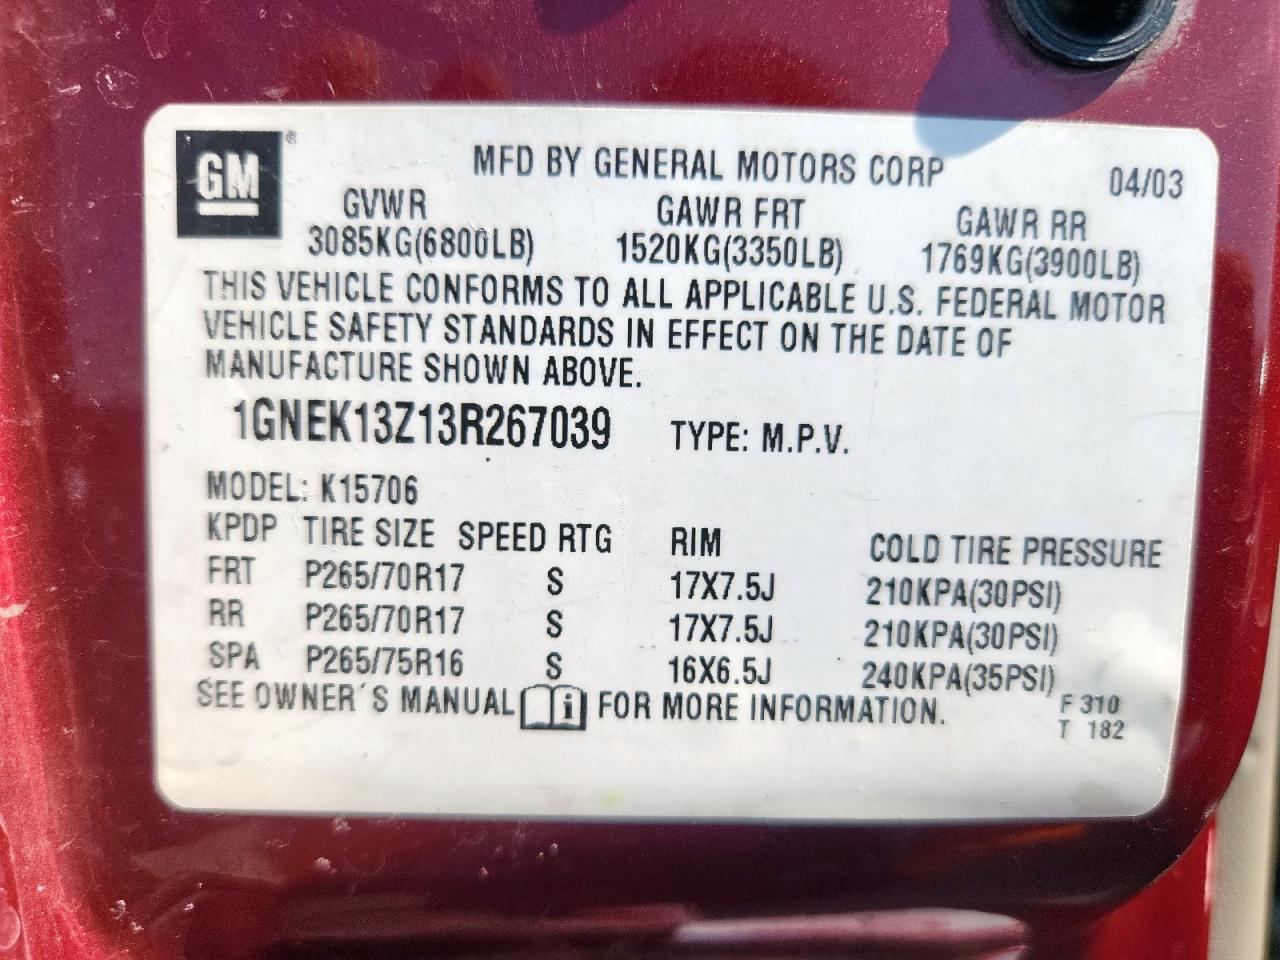 GM®
MFD BY GENERAL MOTORS CORP 04/03
GVWR GAWR FRT GAWR RR
3085KG(6800LB) 1520KG(3350LB) 1769KG(3900LB)
THIS VEHICLE CONFORMS TO ALL APPLICABLE U.S. FEDERAL MOTOR
VEHICLE SAFETY STANDARDS IN EFFECT ON THE DATE OF
MANUFACTURE SHOWN ABOVE.
1GNEK13Z13R267039 TYPE: M.P.V.
MODEL: K15706
KPDP TIRE SIZE SPEED RTG RIM COLD TIRE PRESSURE
FRT P265/70R17 S 17X7.5J 210KPA(30PSI)
RR P265/70R17 S 17X7.5J 210KPA(30PSI)
SPA P265/75R16 S 16X6.5J 240KPA(35PSI)
SEE OWNER´S MANUAL i FOR MORE INFORMATION. F 310
T 182